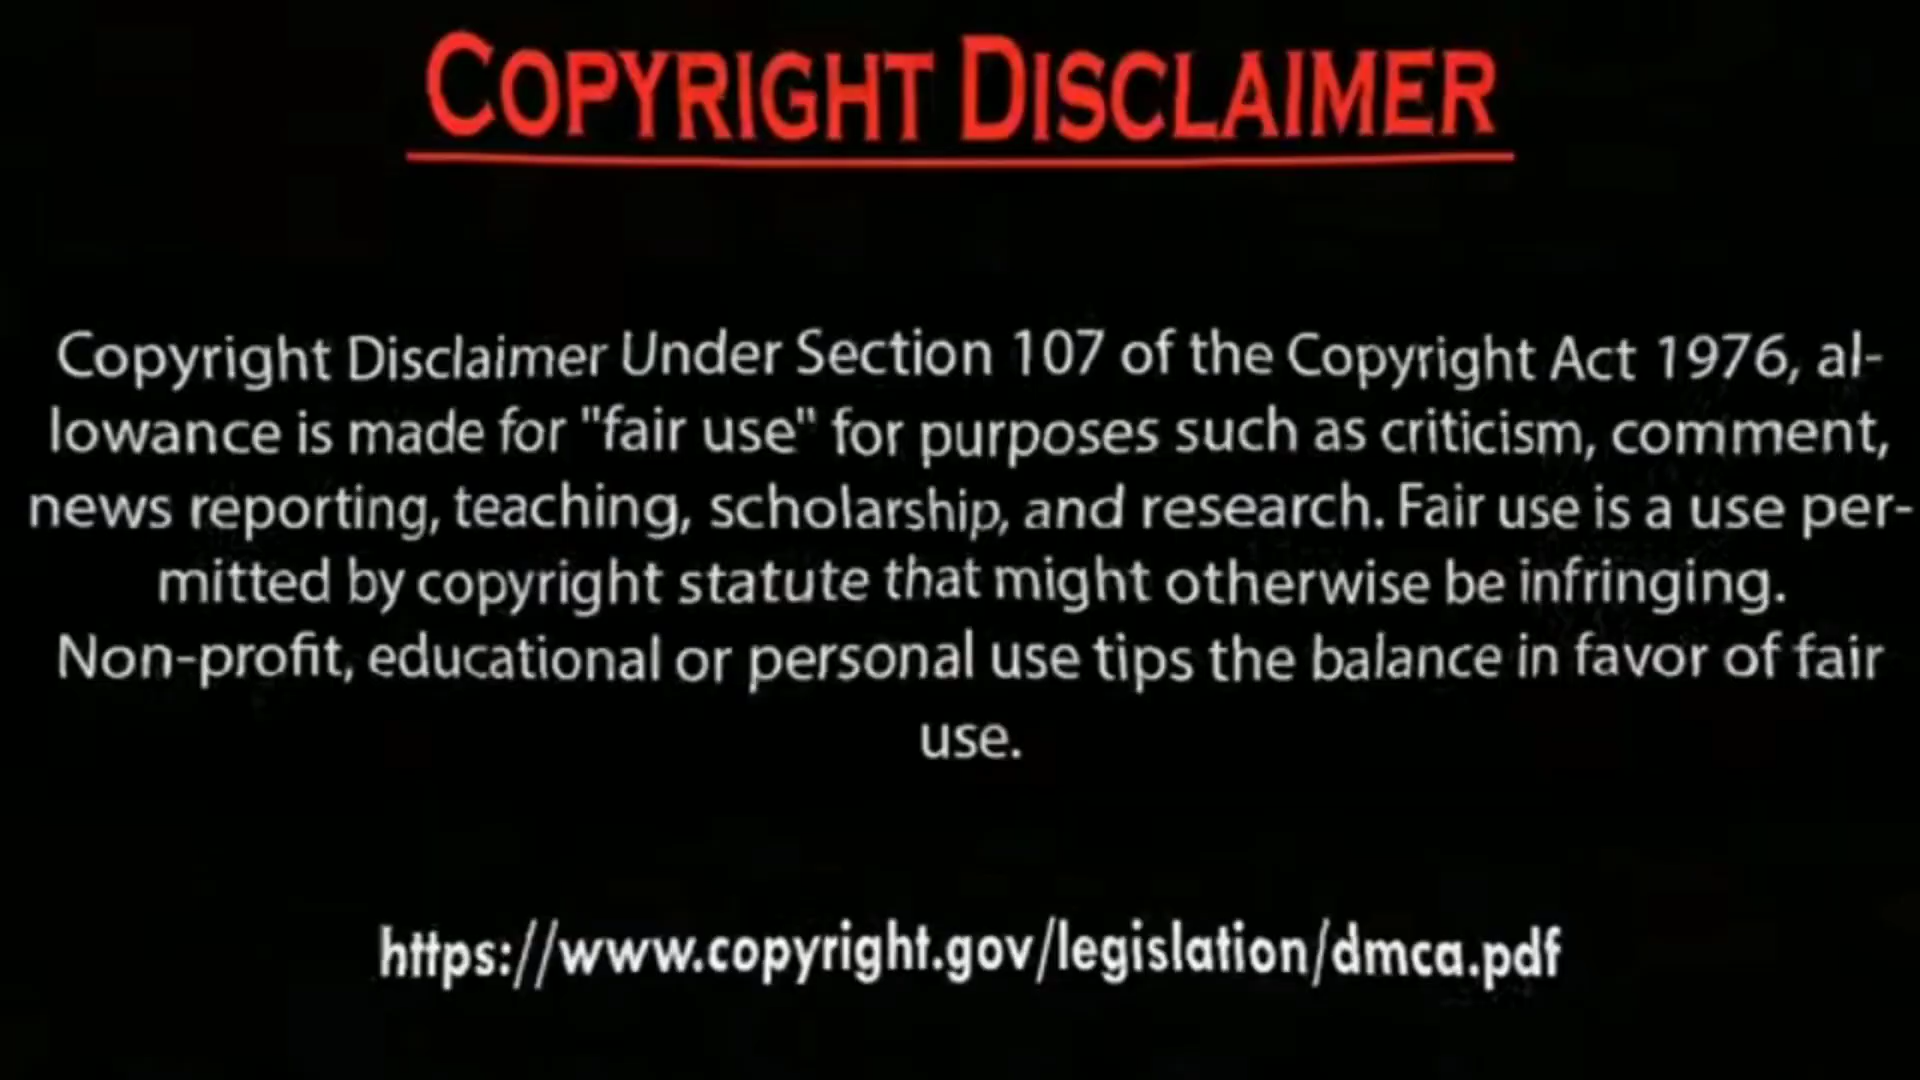 COPYRIGHT DISCLAIMER
Copyright Disclaimer Under Section 107 of the Copyright Act 1976, al-
lowance is made for "fair use" for purposes such as criticism, comment,
news reporting, teaching, scholarship, and research. Fair use is a use per-
mitted by copyright statute that might otherwise be infringing.
Non-profit, educational or personal use tips the balance in favor of fair
use.
https://www.copyright.gov/legislation/dmca.pdf